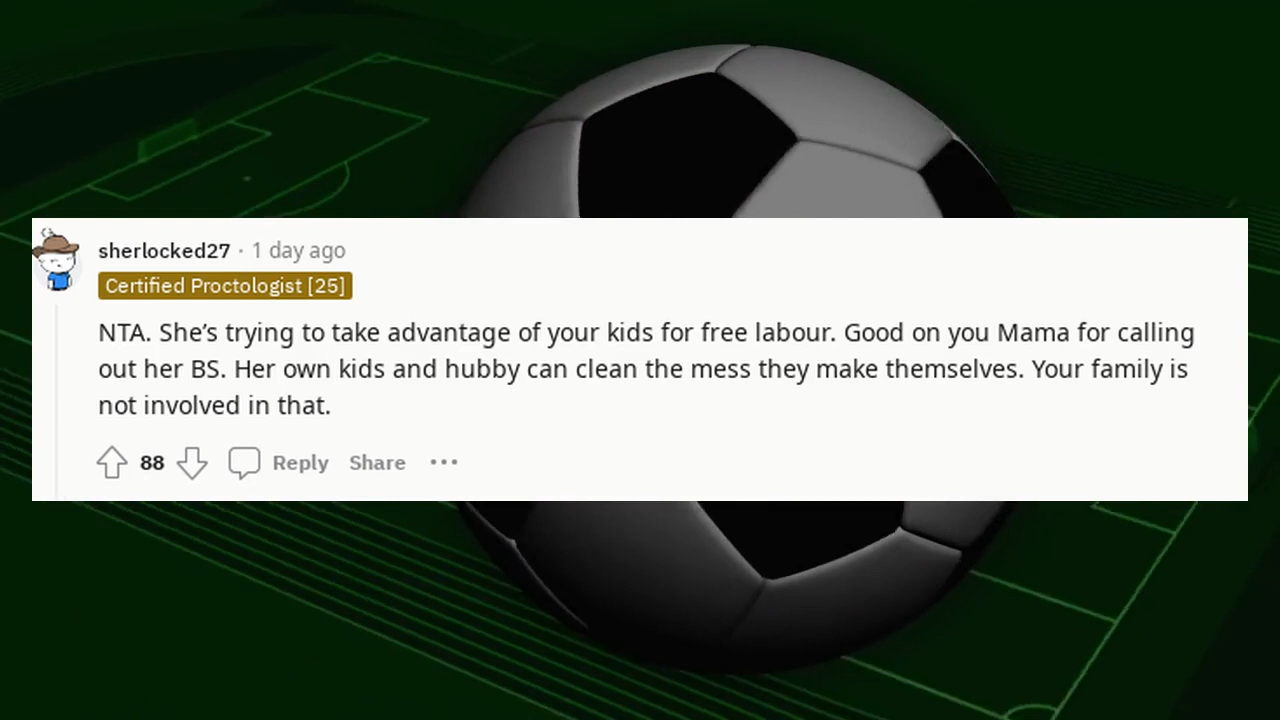 sherlocked27 · 1 day ago
Certified Proctologist [25]
NTA. She’s trying to take advantage of your kids for free labour. Good on you Mama for calling
out her BS. Her own kids and hubby can clean the mess they make themselves. Your family is
not involved in that.
88 Reply Share ···